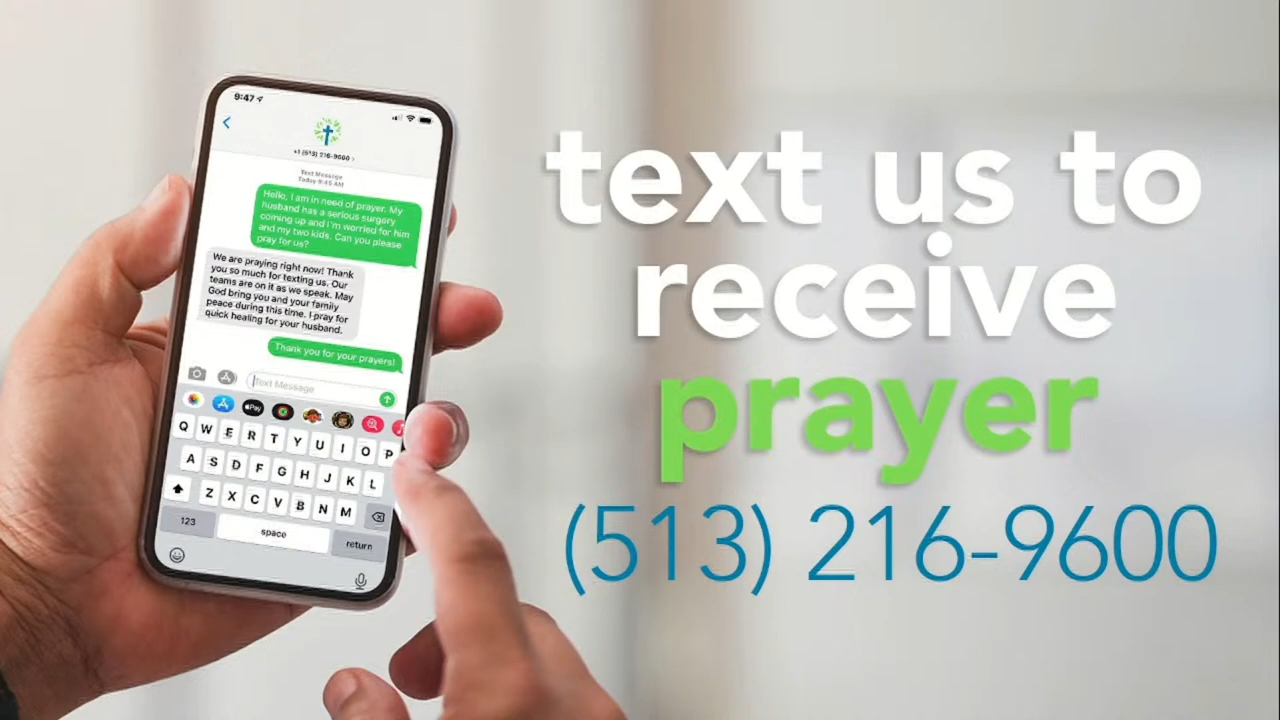 9:47
+1 (513) 216-9600 >
Text Message
Today 9:45 AM
Hello, I am in need of prayer. My
husband has a serious surgery
coming up and I'm worried for him
and my two kids. Can you please
pray for us?
We are praying right now! Thank
you so much for texting us. Our
teams are on it as we speak. May
God bring you and your family
peace during this time. I pray for
quick healing for your husband.
Thank you for your prayers!
Text Message
Pay
Q W E R T Y U I O P
A S D F G H J K L
Z X C V B N M
123 space return
text us to
receive
prayer
(513) 216-9600